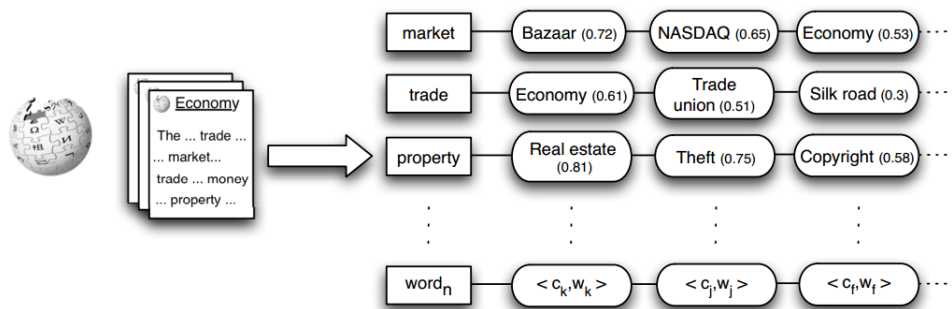 market Bazaar (0.72) NASDAQ (0.65) Economy (0.53)
trade Economy (0.61) Trade union (0.51) Silk road (0.3)
property Real estate (0.81) Theft (0.75) Copyright (0.58)
word_n < c_k,w_k > < c_j,w_j > < c_f,w_f >
Economy
The ... trade ...
... market...
trade ... money
... property ...